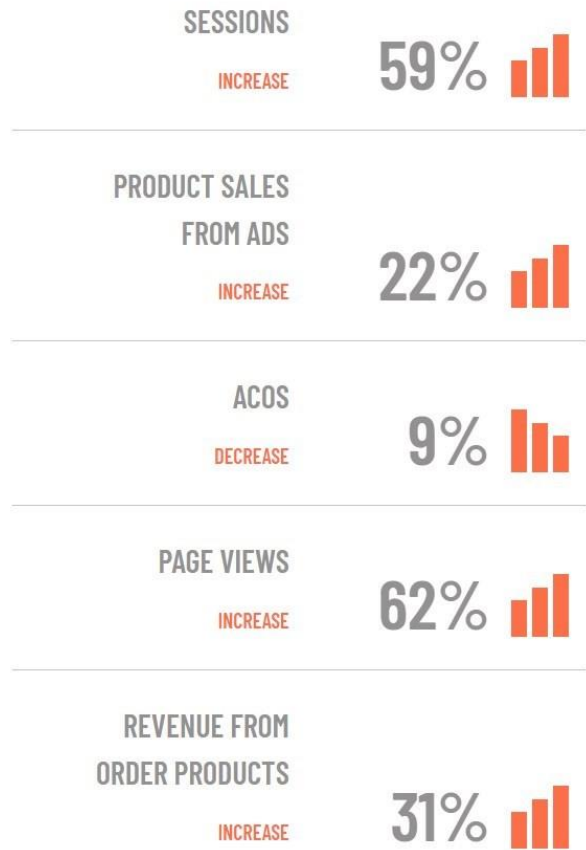 SESSIONS
INCREASE
59%
PRODUCT SALES
FROM ADS
INCREASE
22%
ACOS
DECREASE
9%
PAGE VIEWS
INCREASE
62%
REVENUE FROM
ORDER PRODUCTS
INCREASE
31%